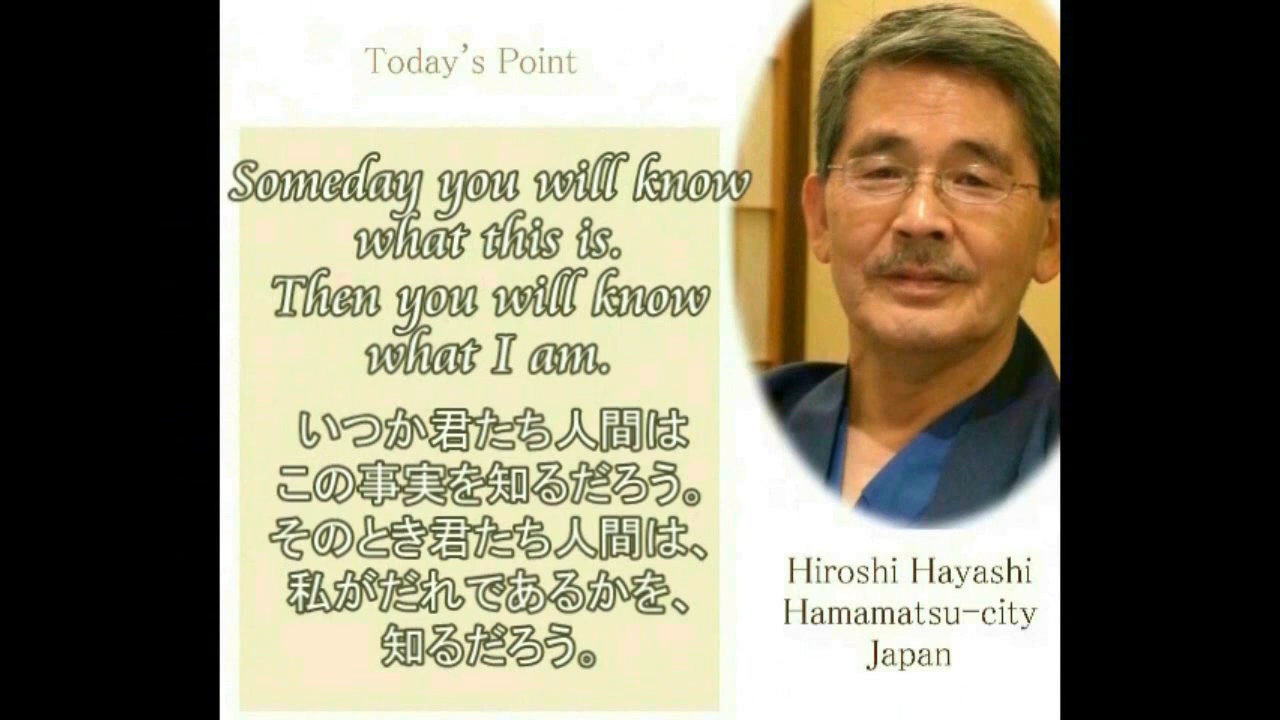 Today's Point
Someday you will know
what this is.
Then you will know
what I am.
いつか君たち人間は
この事実を知るだろう。
そのとき君たち人間は、
私がだれであるかを、
知るだろう。
Hiroshi Hayashi
Hamamatsu-city
Japan